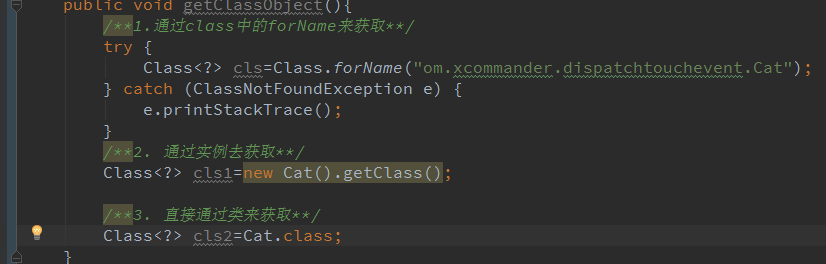 public void getClassObject(){
/**1.通过class中的forName来获取**/
try {
Class<?> cls=Class.forName("om.xcommander.dispatchtouchevent.Cat");
} catch (ClassNotFoundException e) {
e.printStackTrace();
}
/**2. 通过实例去获取**/
Class<?> cls1=new Cat().getClass();
/**3. 直接通过类来获取**/
Class<?> cls2=Cat.class;
}